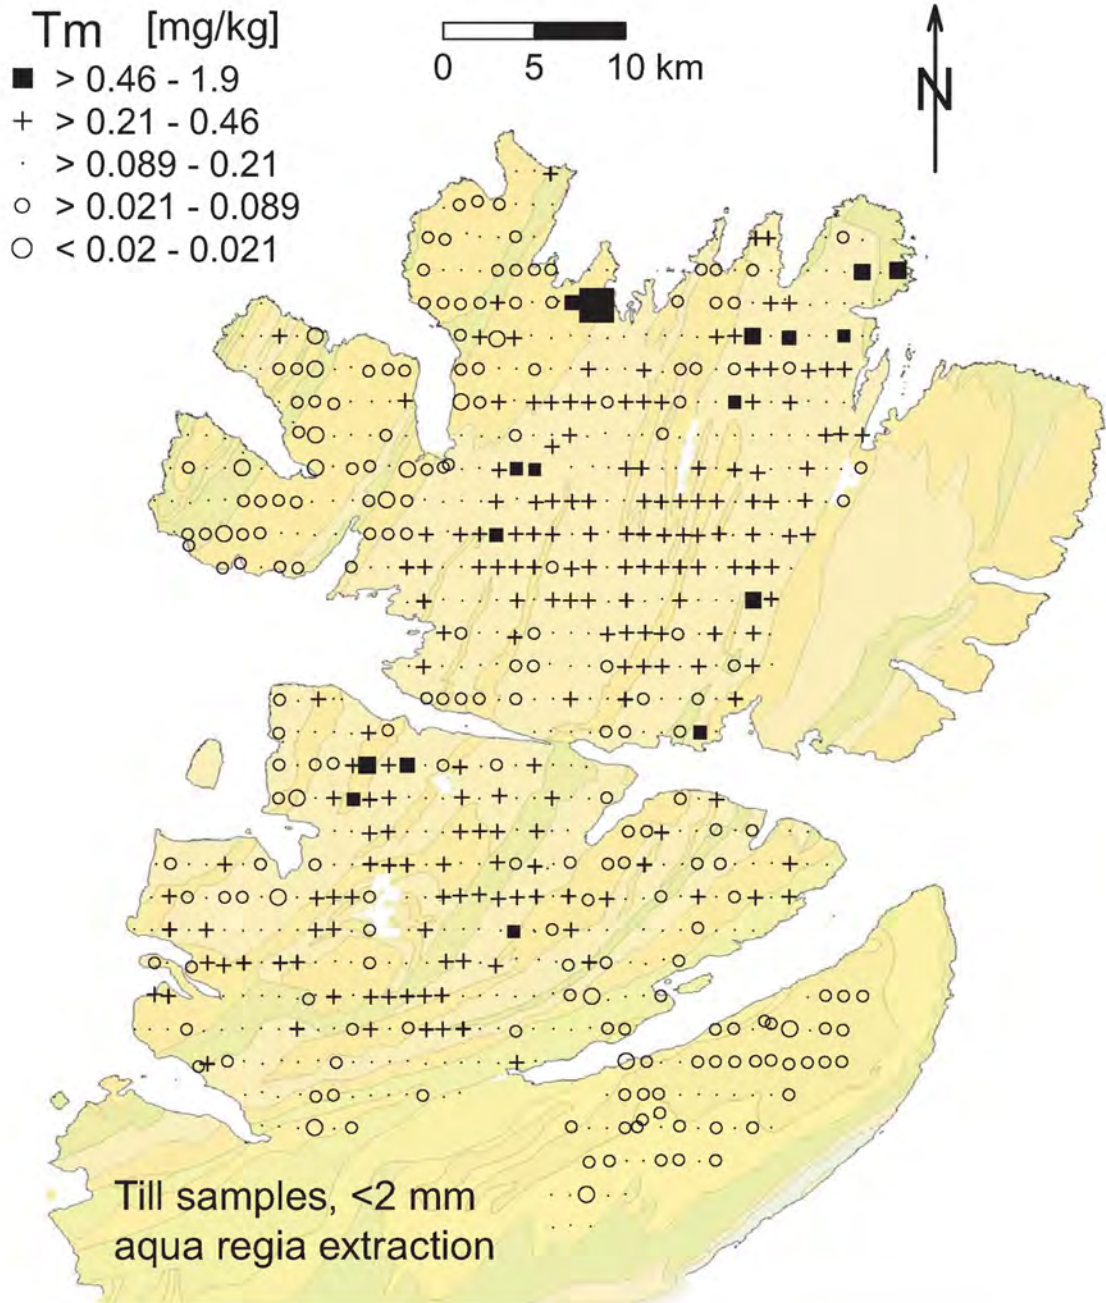 Tm [mg/kg]
> 0.46 - 1.9
> 0.21 - 0.46
> 0.089 - 0.21
> 0.021 - 0.089
< 0.02 - 0.021
0 5 10 km
N
Till samples, <2 mm
aqua regia extraction